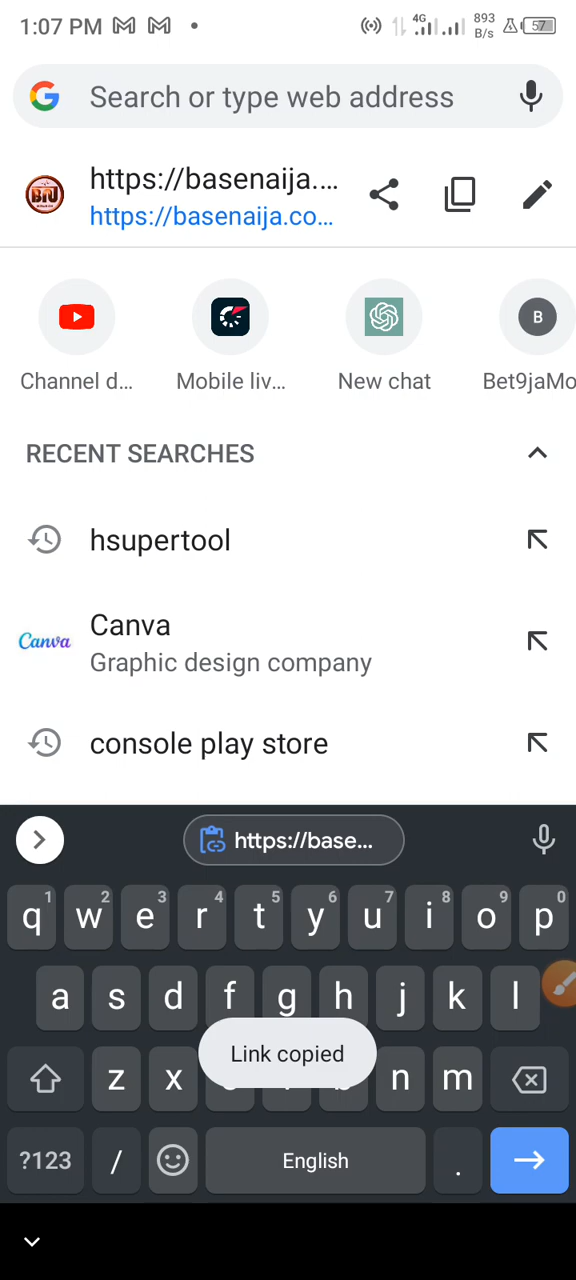 1:07 PM
4G
893
B/s
57
Search or type web address
BN
https://basenaija....
https://basenaija.co...
B
Channel d...
Mobile liv...
New chat
Bet9jaMo
RECENT SEARCHES
hsupertool
Canva
Canva
Graphic design company
console play store
https://base...
q 1 w 2 e 3 r 4 t 5 y 6 u 7 i 8 o 9 p 0
a s d f g h j k l
Link copied
z x n m
?123 / English .